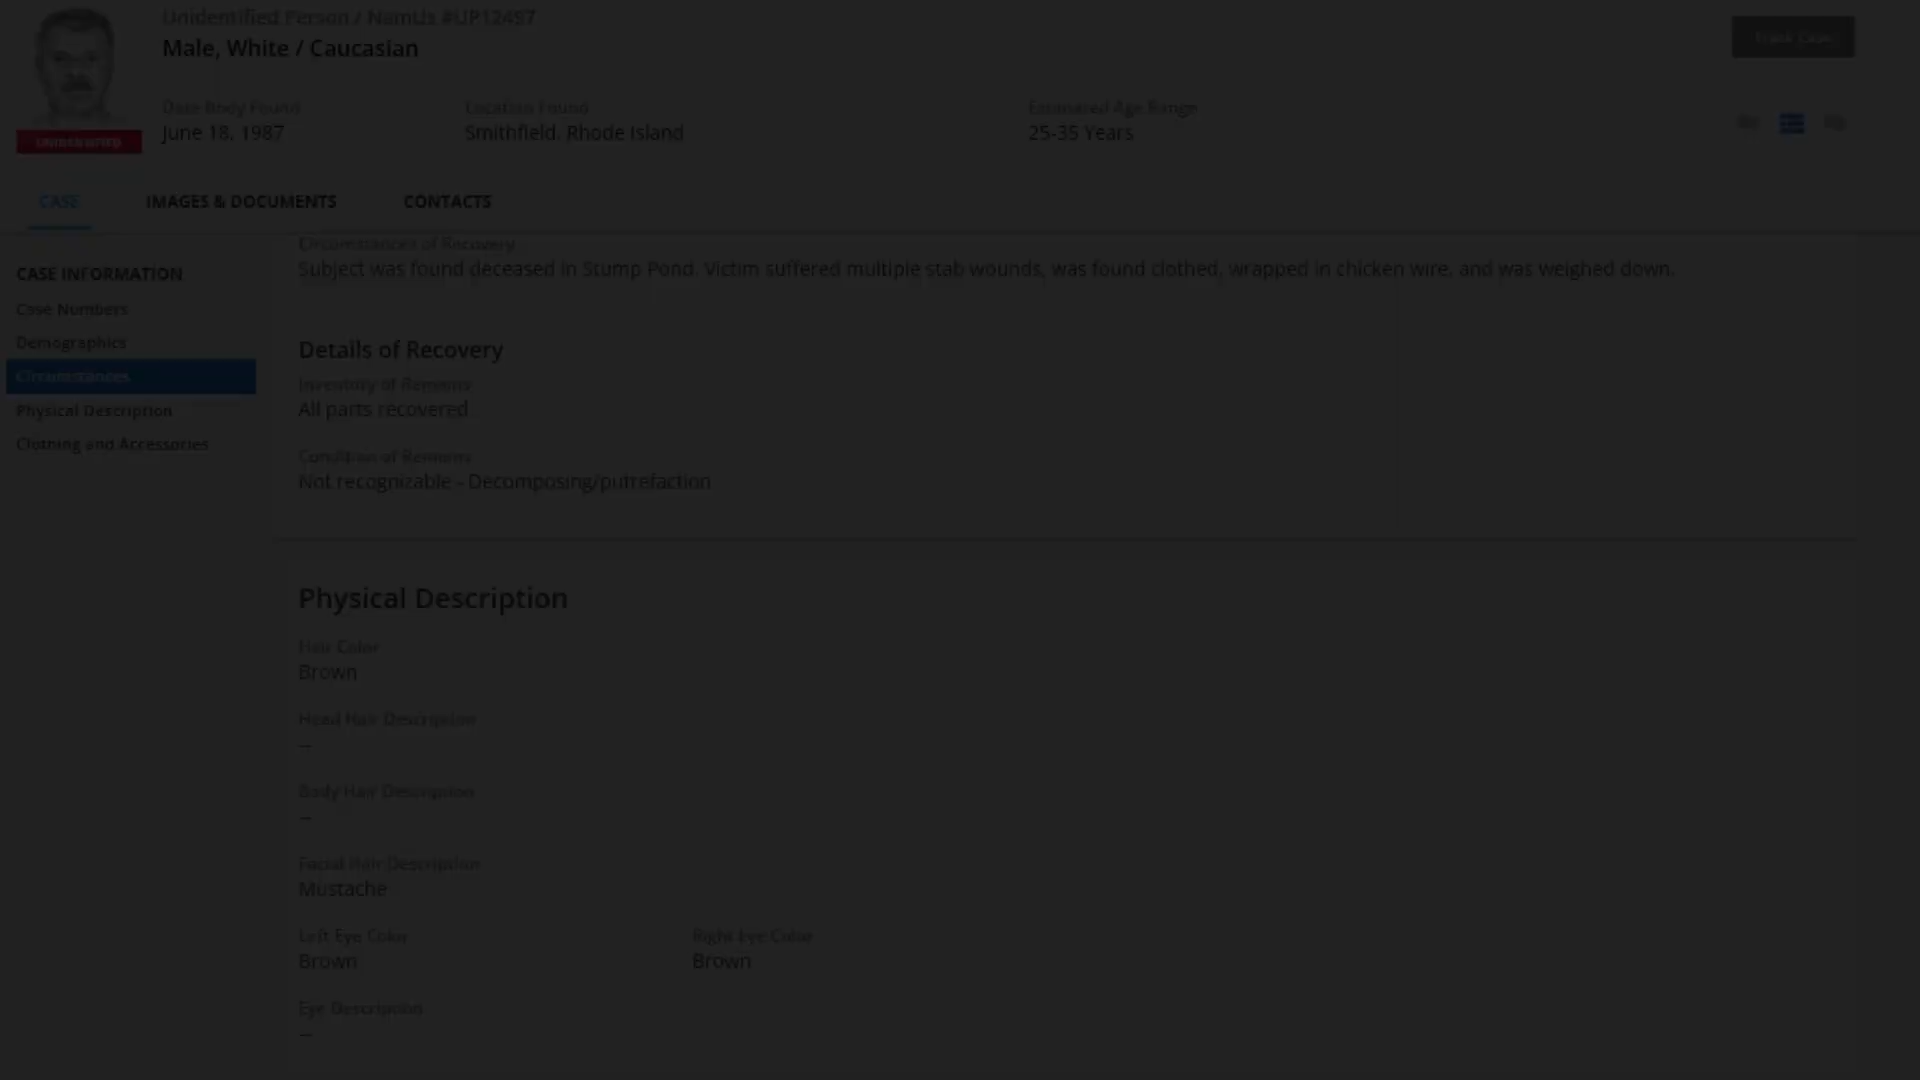 Unidentified Person / NamUs #UP12497
Male, White / Caucasian
Track Case
Date Body Found
June 18, 1987
Location Found
Smithfield, Rhode Island
Estimated Age Range
25-35 Years
UNIDENTIFIED
CASE
IMAGES & DOCUMENTS
CONTACTS
CASE INFORMATION
Case Numbers
Demographics
Circumstances
Physical Description
Clothing and Accessories
Circumstances of Recovery
Subject was found deceased in Stump Pond. Victim suffered multiple stab wounds, was found clothed, wrapped in chicken wire, and was weighed down.
Details of Recovery
Inventory of Remains
All parts recovered
Condition of Remains
Not recognizable - Decomposing/putrefaction
Physical Description
Hair Color
Brown
Head Hair Description
--
Body Hair Description
--
Facial Hair Description
Mustache
Left Eye Color
Brown
Right Eye Color
Brown
Eye Description
--